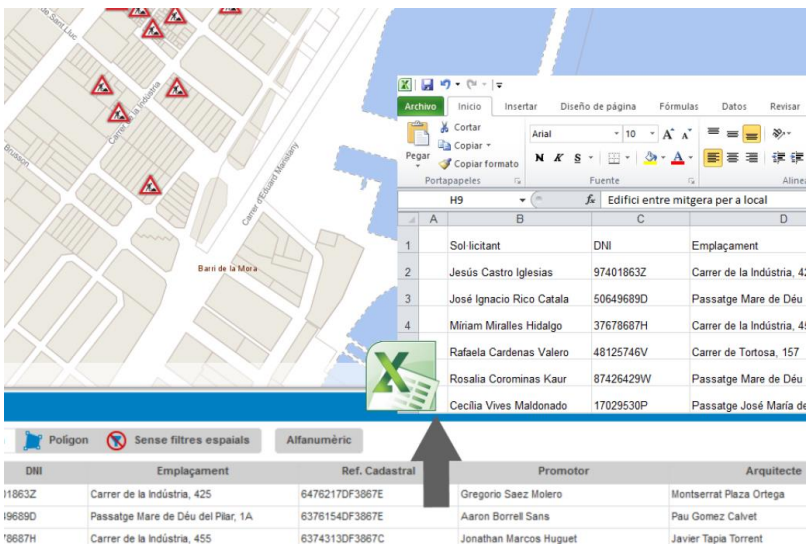 de Sant Lluc
Carrer de la Indústria
Brusson
Carrer d'Eduard Maristany
Barri de la Mora
Archivo Inicio Insertar Diseño de página Fórmulas Datos Revisar
Pegar
Cortar
Copiar
Copiar formato
Portapapeles
Arial 10 A A
N K S A
Fuente
Alinea
H9 fx Edifici entre mitgera per a local
A B C D
1 Sol·licitant DNI Emplaçament
2 Jesús Castro Iglesias 97401863Z Carrer de la Indústria, 42
3 José Ignacio Rico Catala 50649689D Passatge Mare de Déu
4 Míriam Miralles Hidalgo 37678687H Carrer de la Indústria, 45
Rafaela Cardenas Valero 48125746V Carrer de Tortosa, 157
Rosalia Corominas Kaur 87426429W Passatge Mare de Déu
Cecília Vives Maldonado 17029530P Passatge José María de
Polígon Sense filtres espaials Alfanumèric
DNI Emplaçament Ref. Cadastral Promotor Arquitecte
01863Z Carrer de la Indústria, 425 6476217DF3867E Gregorio Saez Molero Montserrat Plaza Ortega
49689D Passatge Mare de Déu del Pilar, 1A 6376154DF3867E Aaron Borrell Sans Pau Gomez Calvet
78687H Carrer de la Indústria, 455 6374313DF3867C Jonathan Marcos Huguet Javier Tapia Torrent